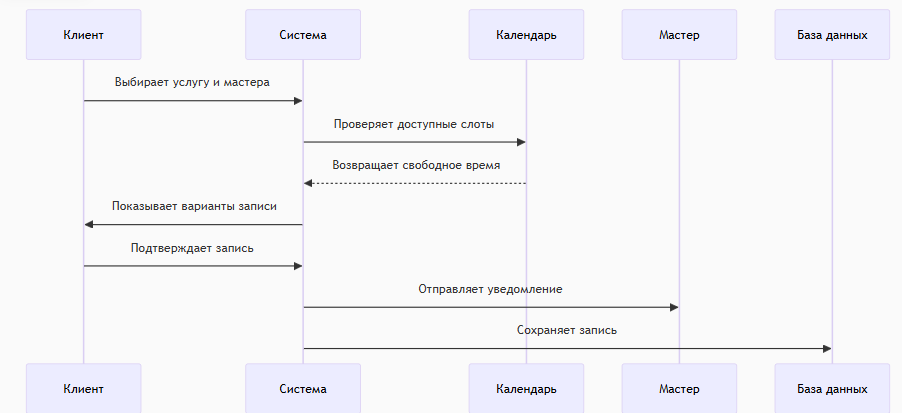 Клиент
Система
Календарь
Мастер
База данных
Выбирает услугу и мастера
Проверяет доступные слоты
Возвращает свободное время
Показывает варианты записи
Подтверждает запись
Отправляет уведомление
Сохраняет запись
Клиент
Система
Календарь
Мастер
База данных